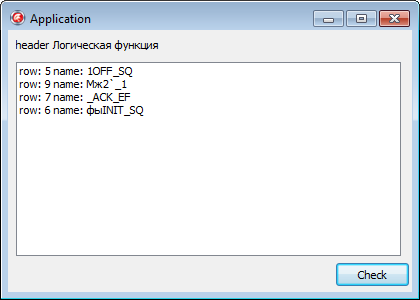 Application
header Логическая функция
row: 5 name: 1OFF_SQ
row: 9 name: Мж2`_1
row: 7 name: _ACK_EF
row: 6 name: фыINIT_SQ
Check